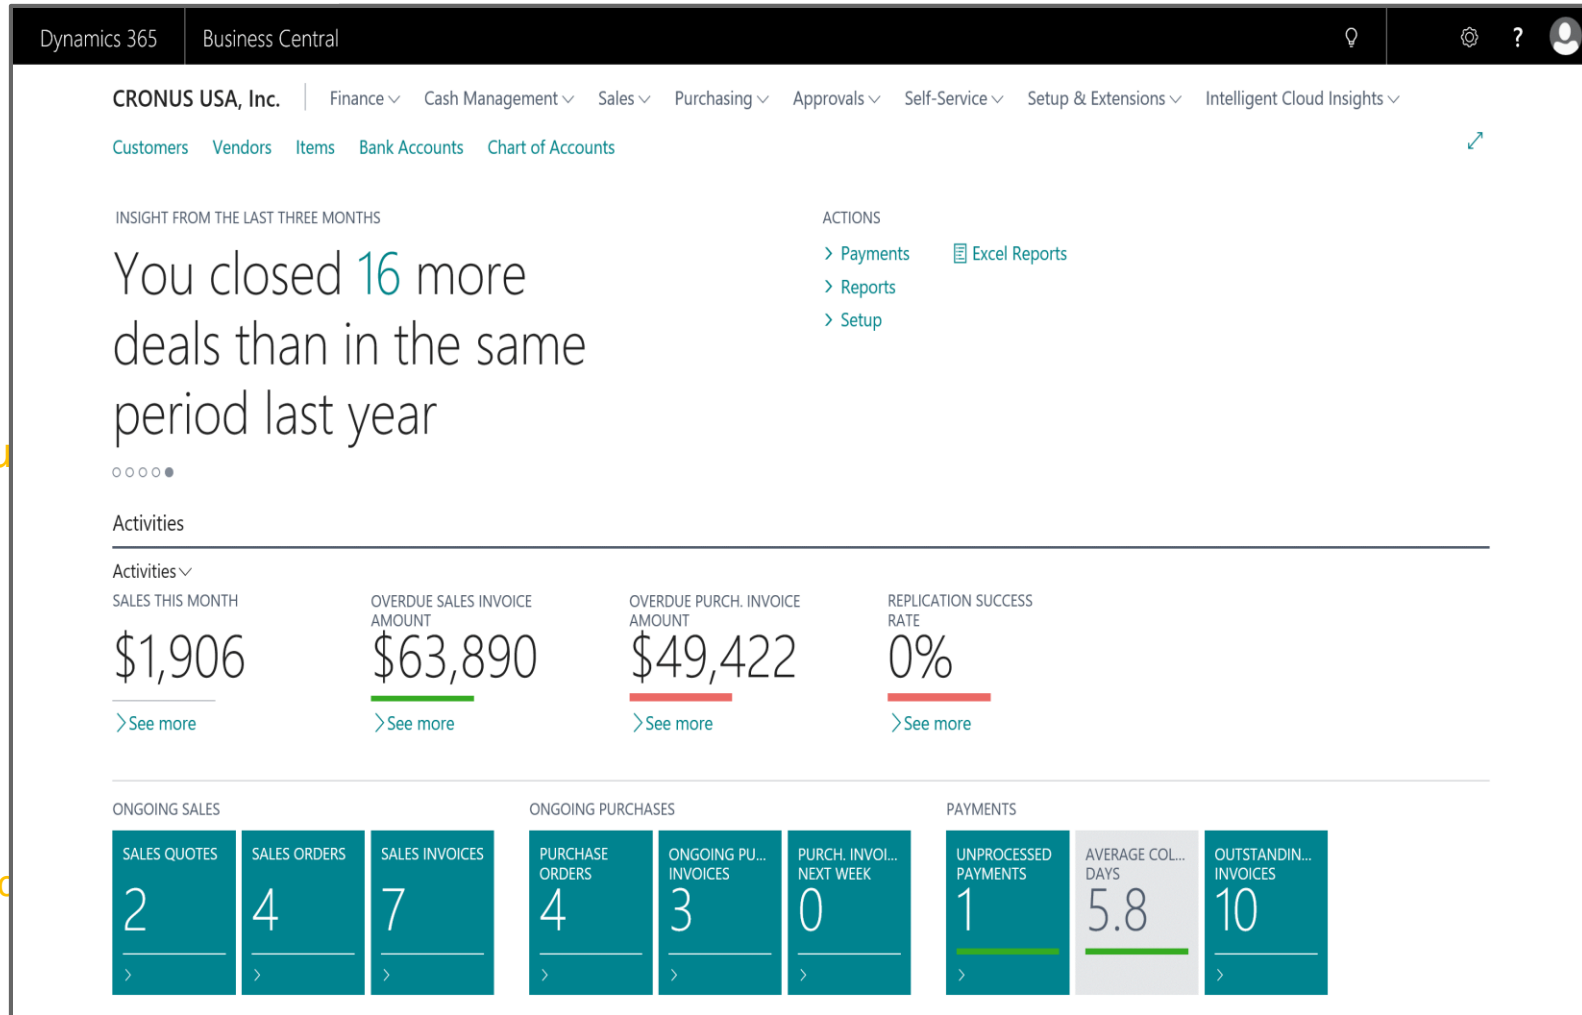 Dynamics 365 Business Central ?
CRONUS USA, Inc. Finance Cash Management Sales Purchasing Approvals Self-Service Setup & Extensions Intelligent Cloud Insights
Customers Vendors Items Bank Accounts Chart of Accounts
INSIGHT FROM THE LAST THREE MONTHS
You closed 16 more
deals than in the same
period last year
ACTIONS
> Payments Excel Reports
> Reports
> Setup
Activities
Activities
SALES THIS MONTH
$1,906
>See more
OVERDUE SALES INVOICE
AMOUNT
$63,890
>See more
OVERDUE PURCH. INVOICE
AMOUNT
$49,422
>See more
REPLICATION SUCCESS
RATE
0%
>See more
ONGOING SALES
SALES QUOTES
2
>
SALES ORDERS
4
>
SALES INVOICES
7
>
ONGOING PURCHASES
PURCHASE
ORDERS
4
>
ONGOING PU...
INVOICES
3
>
PURCH. INVOI...
NEXT WEEK
0
>
PAYMENTS
UNPROCESSED
PAYMENTS
1
>
AVERAGE COL...
DAYS
5.8
OUTSTANDIN...
INVOICES
10
>